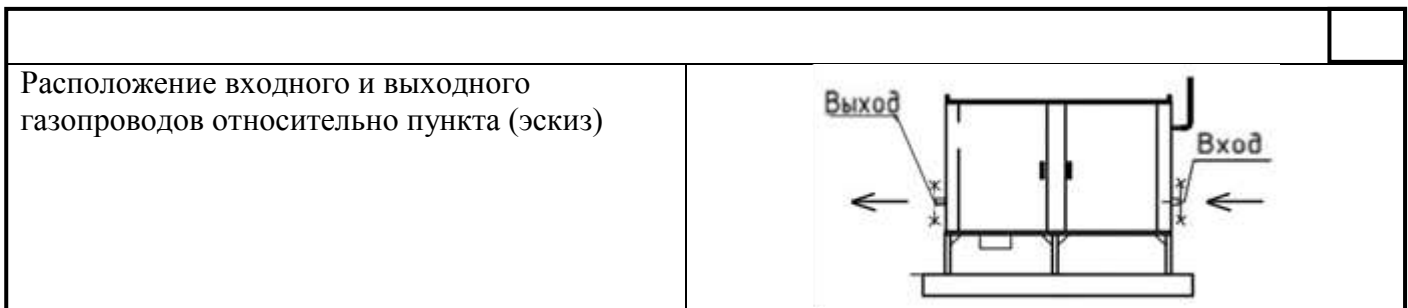 Расположение входного и выходного
газопроводов относительно пункта (эскиз)
Выход
Вход